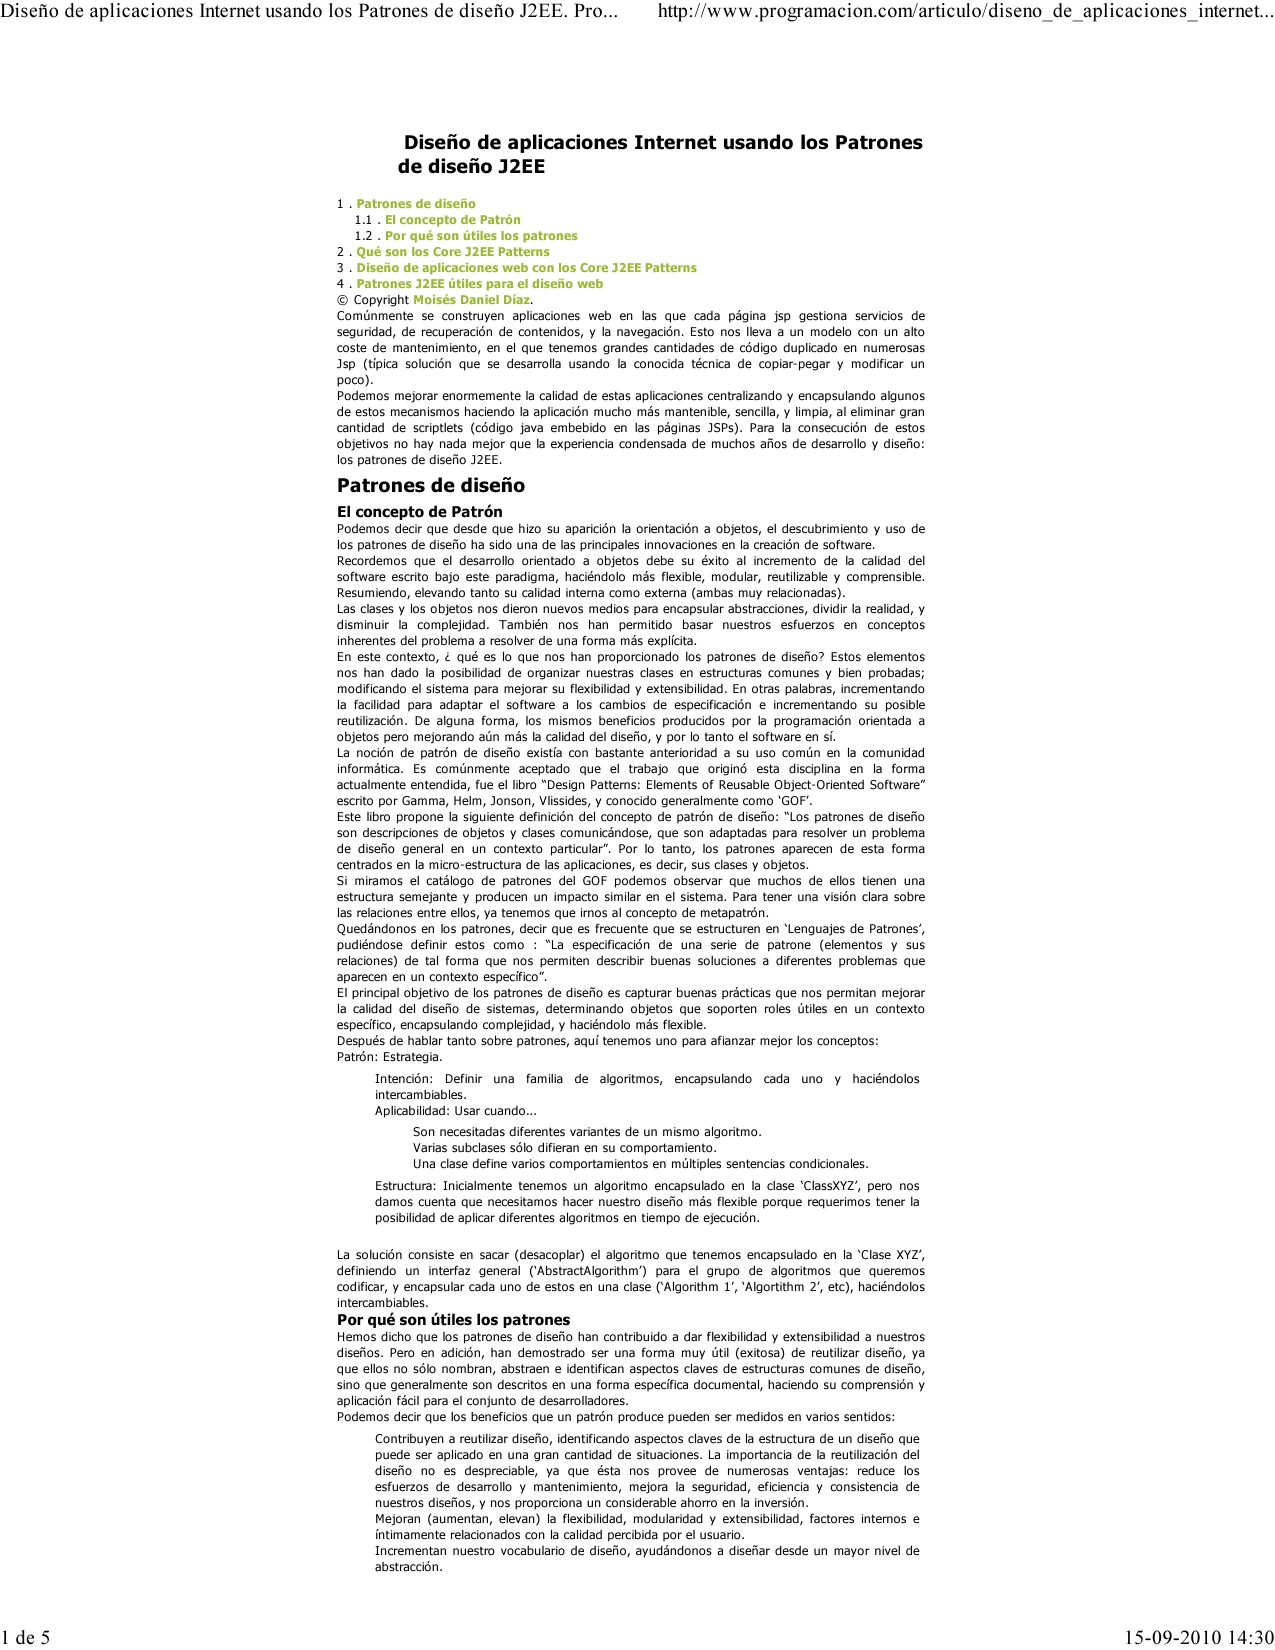 Diseño de aplicaciones Internet usando los Patrones de diseño J2EE. Pro... http://www.programacion.com/articulo/diseno_de_aplicaciones_internet...
Diseño de aplicaciones Internet usando los Patrones
de diseño J2EE
1 . Patrones de diseño
1.1 . El concepto de Patrón
1.2 . Por qué son útiles los patrones
2 . Qué son los Core J2EE Patterns
3 . Diseño de aplicaciones web con los Core J2EE Patterns
4 . Patrones J2EE útiles para el diseño web
© Copyright Moisés Daniel Díaz.
Comúnmente se construyen aplicaciones web en las que cada página jsp gestiona servicios de
seguridad, de recuperación de contenidos, y la navegación. Esto nos lleva a un modelo con un alto
coste de mantenimiento, en el que tenemos grandes cantidades de código duplicado en numerosas
Jsp (típica solución que se desarrolla usando la conocida técnica de copiar-pegar y modificar un
poco).
Podemos mejorar enormemente la calidad de estas aplicaciones centralizando y encapsulando algunos
de estos mecanismos haciendo la aplicación mucho más mantenible, sencilla, y limpia, al eliminar gran
cantidad de scriptlets (código java embebido en las páginas JSPs). Para la consecución de estos
objetivos no hay nada mejor que la experiencia condensada de muchos años de desarrollo y diseño:
los patrones de diseño J2EE.
Patrones de diseño
El concepto de Patrón
Podemos decir que desde que hizo su aparición la orientación a objetos, el descubrimiento y uso de
los patrones de diseño ha sido una de las principales innovaciones en la creación de software.
Recordemos que el desarrollo orientado a objetos debe su éxito al incremento de la calidad del
software escrito bajo este paradigma, haciéndolo más flexible, modular, reutilizable y comprensible.
Resumiendo, elevando tanto su calidad interna como externa (ambas muy relacionadas).
Las clases y los objetos nos dieron nuevos medios para encapsular abstracciones, dividir la realidad, y
disminuir la complejidad. También nos han permitido basar nuestros esfuerzos en conceptos
inherentes del problema a resolver de una forma más explícita.
En este contexto, ¿ qué es lo que nos han proporcionado los patrones de diseño? Estos elementos
nos han dado la posibilidad de organizar nuestras clases en estructuras comunes y bien probadas;
modificando el sistema para mejorar su flexibilidad y extensibilidad. En otras palabras, incrementando
la facilidad para adaptar el software a los cambios de especificación e incrementando su posible
reutilización. De alguna forma, los mismos beneficios producidos por la programación orientada a
objetos pero mejorando aún más la calidad del diseño, y por lo tanto el software en sí.
La noción de patrón de diseño existía con bastante anterioridad a su uso común en la comunidad
informática. Es comúnmente aceptado que el trabajo que originó esta disciplina en la forma
actualmente entendida, fue el libro “Design Patterns: Elements of Reusable Object-Oriented Software”
escrito por Gamma, Helm, Jonson, Vlissides, y conocido generalmente como ‘GOF’.
Este libro propone la siguiente definición del concepto de patrón de diseño: “Los patrones de diseño
son descripciones de objetos y clases comunicándose, que son adaptadas para resolver un problema
de diseño general en un contexto particular”. Por lo tanto, los patrones aparecen de esta forma
centrados en la micro-estructura de las aplicaciones, es decir, sus clases y objetos.
Si miramos el catálogo de patrones del GOF podemos observar que muchos de ellos tienen una
estructura semejante y producen un impacto similar en el sistema. Para tener una visión clara sobre
las relaciones entre ellos, ya tenemos que irnos al concepto de metapatrón.
Quedándonos en los patrones, decir que es frecuente que se estructuren en ‘Lenguajes de Patrones’,
pudiéndose definir estos como : “La especificación de una serie de patrone (elementos y sus
relaciones) de tal forma que nos permiten describir buenas soluciones a diferentes problemas que
aparecen en un contexto específico”.
El principal objetivo de los patrones de diseño es capturar buenas prácticas que nos permitan mejorar
la calidad del diseño de sistemas, determinando objetos que soporten roles útiles en un contexto
específico, encapsulando complejidad, y haciéndolo más flexible.
Después de hablar tanto sobre patrones, aquí tenemos uno para afianzar mejor los conceptos:
Patrón: Estrategia.
Intención: Definir una familia de algoritmos, encapsulando cada uno y haciéndolos
intercambiables.
Aplicabilidad: Usar cuando...
Son necesitadas diferentes variantes de un mismo algoritmo.
Varias subclases sólo difieran en su comportamiento.
Una clase define varios comportamientos en múltiples sentencias condicionales.
Estructura: Inicialmente tenemos un algoritmo encapsulado en la clase ‘ClassXYZ’, pero nos
damos cuenta que necesitamos hacer nuestro diseño más flexible porque requerimos tener la
posibilidad de aplicar diferentes algoritmos en tiempo de ejecución.
La solución consiste en sacar (desacoplar) el algoritmo que tenemos encapsulado en la ‘Clase XYZ’,
definiendo un interfaz general (‘AbstractAlgorithm’) para el grupo de algoritmos que queremos
codificar, y encapsular cada uno de estos en una clase (‘Algorithm 1’, ‘Algortithm 2’, etc), haciéndolos
intercambiables.
Por qué son útiles los patrones
Hemos dicho que los patrones de diseño han contribuido a dar flexibilidad y extensibilidad a nuestros
diseños. Pero en adición, han demostrado ser una forma muy útil (exitosa) de reutilizar diseño, ya
que ellos no sólo nombran, abstraen e identifican aspectos claves de estructuras comunes de diseño,
sino que generalmente son descritos en una forma específica documental, haciendo su comprensión y
aplicación fácil para el conjunto de desarrolladores.
Podemos decir que los beneficios que un patrón produce pueden ser medidos en varios sentidos:
Contribuyen a reutilizar diseño, identificando aspectos claves de la estructura de un diseño que
puede ser aplicado en una gran cantidad de situaciones. La importancia de la reutilización del
diseño no es despreciable, ya que ésta nos provee de numerosas ventajas: reduce los
esfuerzos de desarrollo y mantenimiento, mejora la seguridad, eficiencia y consistencia de
nuestros diseños, y nos proporciona un considerable ahorro en la inversión.
Mejoran (aumentan, elevan) la flexibilidad, modularidad y extensibilidad, factores internos e
íntimamente relacionados con la calidad percibida por el usuario.
Incrementan nuestro vocabulario de diseño, ayudándonos a diseñar desde un mayor nivel de
abstracción.
1 de 5 15-09-2010 14:30